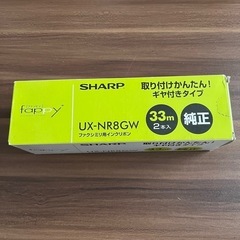 fappy
SHARP
UX-NR8GW
ファクシミリ用インクリボン
取り付けかんたん!
ギヤ付きタイプ
33m
2本入
純正